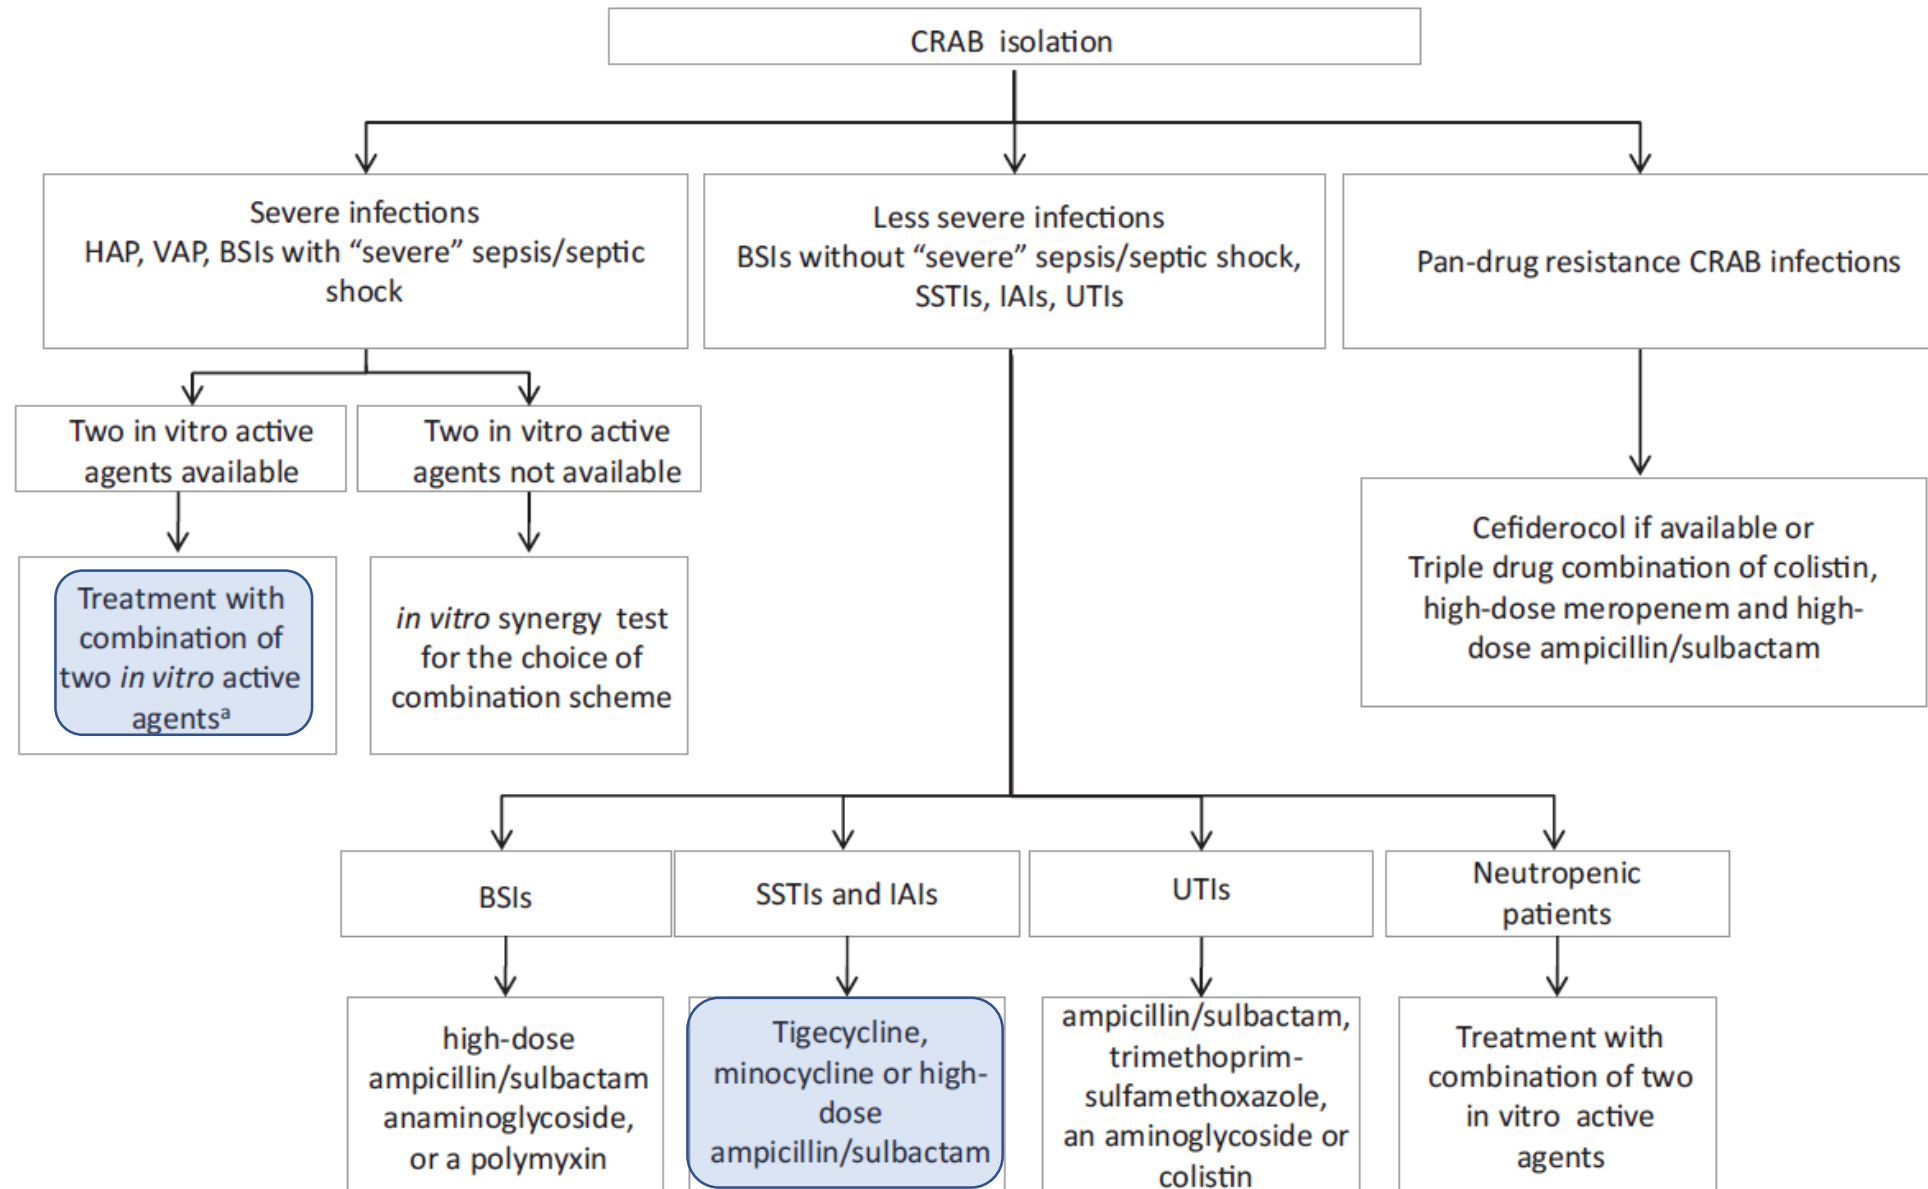 CRAB isolation
Severe infections
HAP, VAP, BSIs with “severe” sepsis/septic
shock
Less severe infections
BSIs without “severe” sepsis/septic shock,
SSTIs, IAIs, UTIs
Pan-drug resistance CRAB infections
Two in vitro active
agents available
Two in vitro active
agents not available
Treatment with
combination of
two in vitro active
agentsᵃ
in vitro synergy test
for the choice of
combination scheme
Cefiderocol if available or
Triple drug combination of colistin,
high-dose meropenem and high-
dose ampicillin/sulbactam
BSIs
SSTIs and IAIs
UTIs
Neutropenic
patients
high-dose
ampicillin/sulbactam
anaminoglycoside,
or a polymyxin
Tigecycline,
minocycline or high-
dose
ampicillin/sulbactam
ampicillin/sulbactam,
trimethoprim-
sulfamethoxazole,
an aminoglycoside or
colistin
Treatment with
combination of two
in vitro active
agents